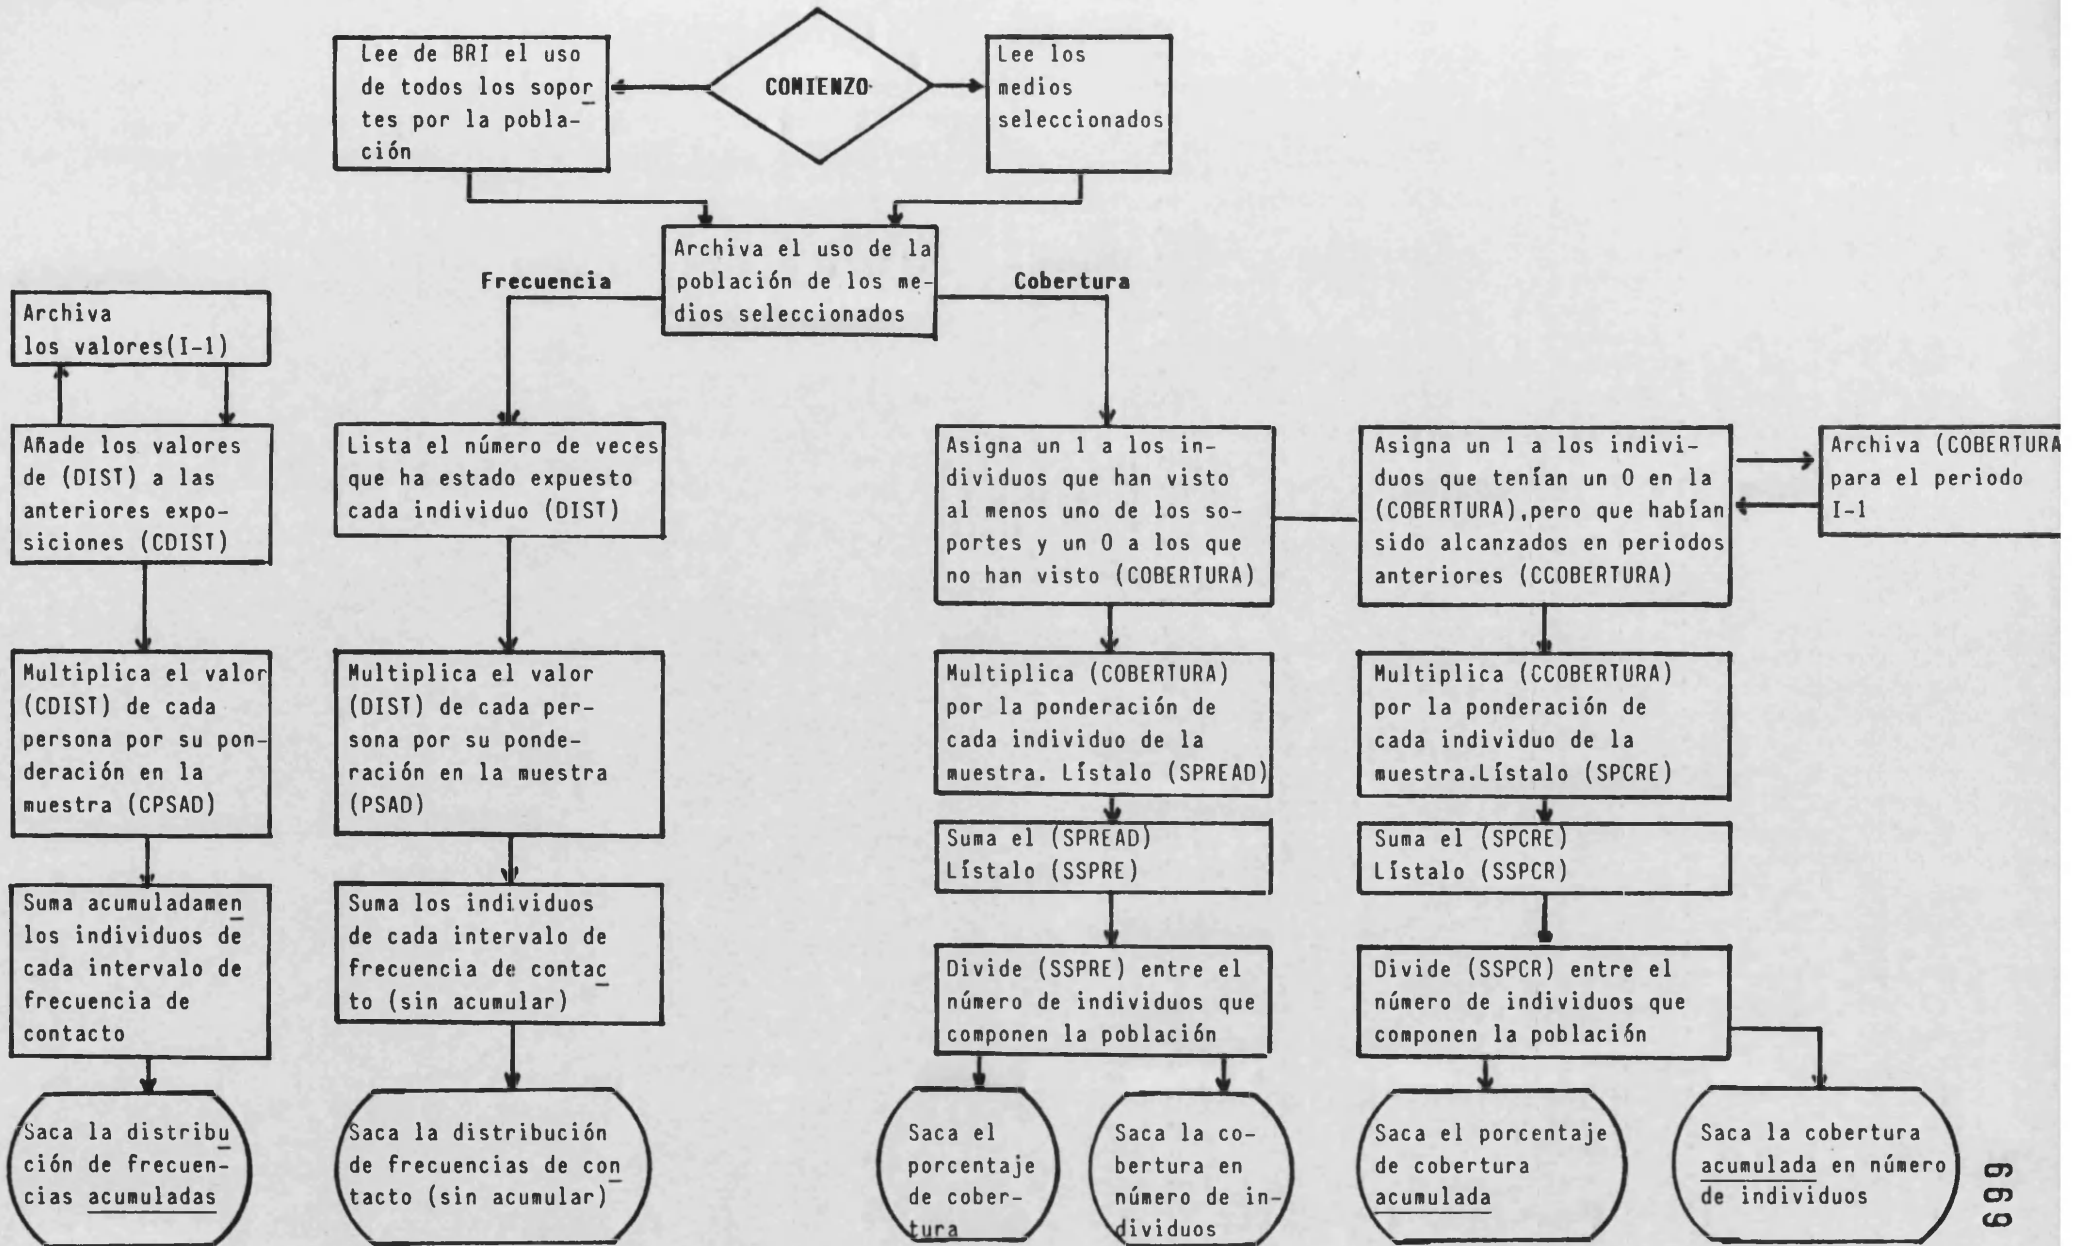 Lee de BRI el uso
de todos los sopor
tes por la pobla-
ción
COMIENZO
Lee los
medios
seleccionados
Archiva el uso de la
población de los me-
dios seleccionados
Frecuencia
Cobertura
Archiva
los valores(I-1)
Añade los valores
de (DIST) a las
anteriores expo-
siciones (CDIST)
Lista el número de veces
que ha estado expuesto
cada individuo (DIST)
Asigna un 1 a los in-
dividuos que han visto
al menos uno de los so-
portes y un 0 a los que
no han visto (COBERTURA)
Asigna un 1 a los indivi-
duos que tenían un 0 en la
(COBERTURA),pero que habían
sido alcanzados en periodos
anteriores (CCOBERTURA)
Archiva (COBERTURA
para el periodo
I-1
Multiplica el valor
(CDIST) de cada
persona por su pon-
deración en la
muestra (CPSAD)
Multiplica el valor
(DIST) de cada per-
sona por su ponde-
ración en la muestra
(PSAD)
Multiplica (COBERTURA)
por la ponderación de
cada individuo de la
muestra. Lístalo (SPREAD)
Multiplica (CCOBERTURA)
por la ponderación de
cada individuo de la
muestra.Lístalo (SPCRE)
Suma el (SPREAD)
Lístalo (SSPRE)
Suma el (SPCRE)
Lístalo (SSPCR)
Suma acumuladamen
los individuos de
cada intervalo de
frecuencia de
contacto
Suma los individuos
de cada intervalo de
frecuencia de contac
to (sin acumular)
Divide (SSPRE) entre el
número de individuos que
componen la población
Divide (SSPCR) entre el
número de individuos que
componen la población
Saca la distribu
ción de frecuen-
cias acumuladas
Saca la distribución
de frecuencias de con
tacto (sin acumular)
Saca el
porcentaje
de cober-
tura
Saca la co-
bertura en
número de in-
dividuos
Saca el porcentaje
de cobertura
acumulada
Saca la cobertura
acumulada en número
de individuos
669